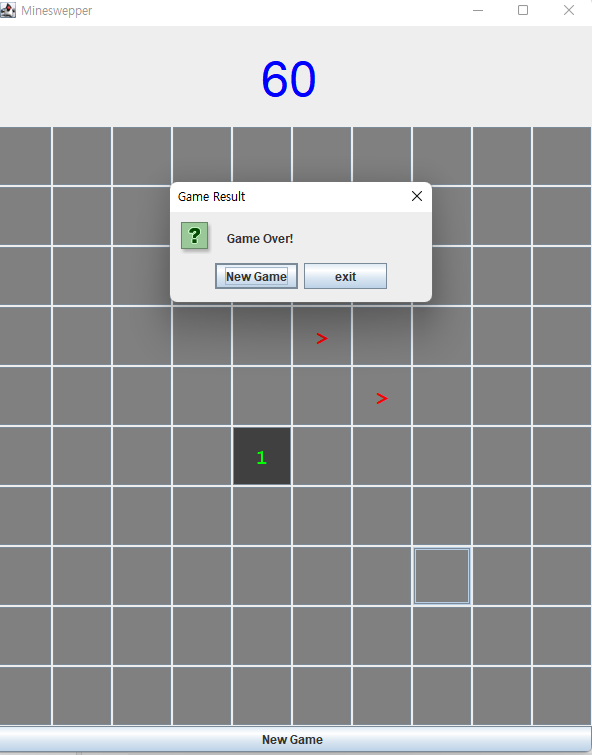 Mineswepper
60
Game Result
?
Game Over!
New Game
exit
>
>
1
New Game